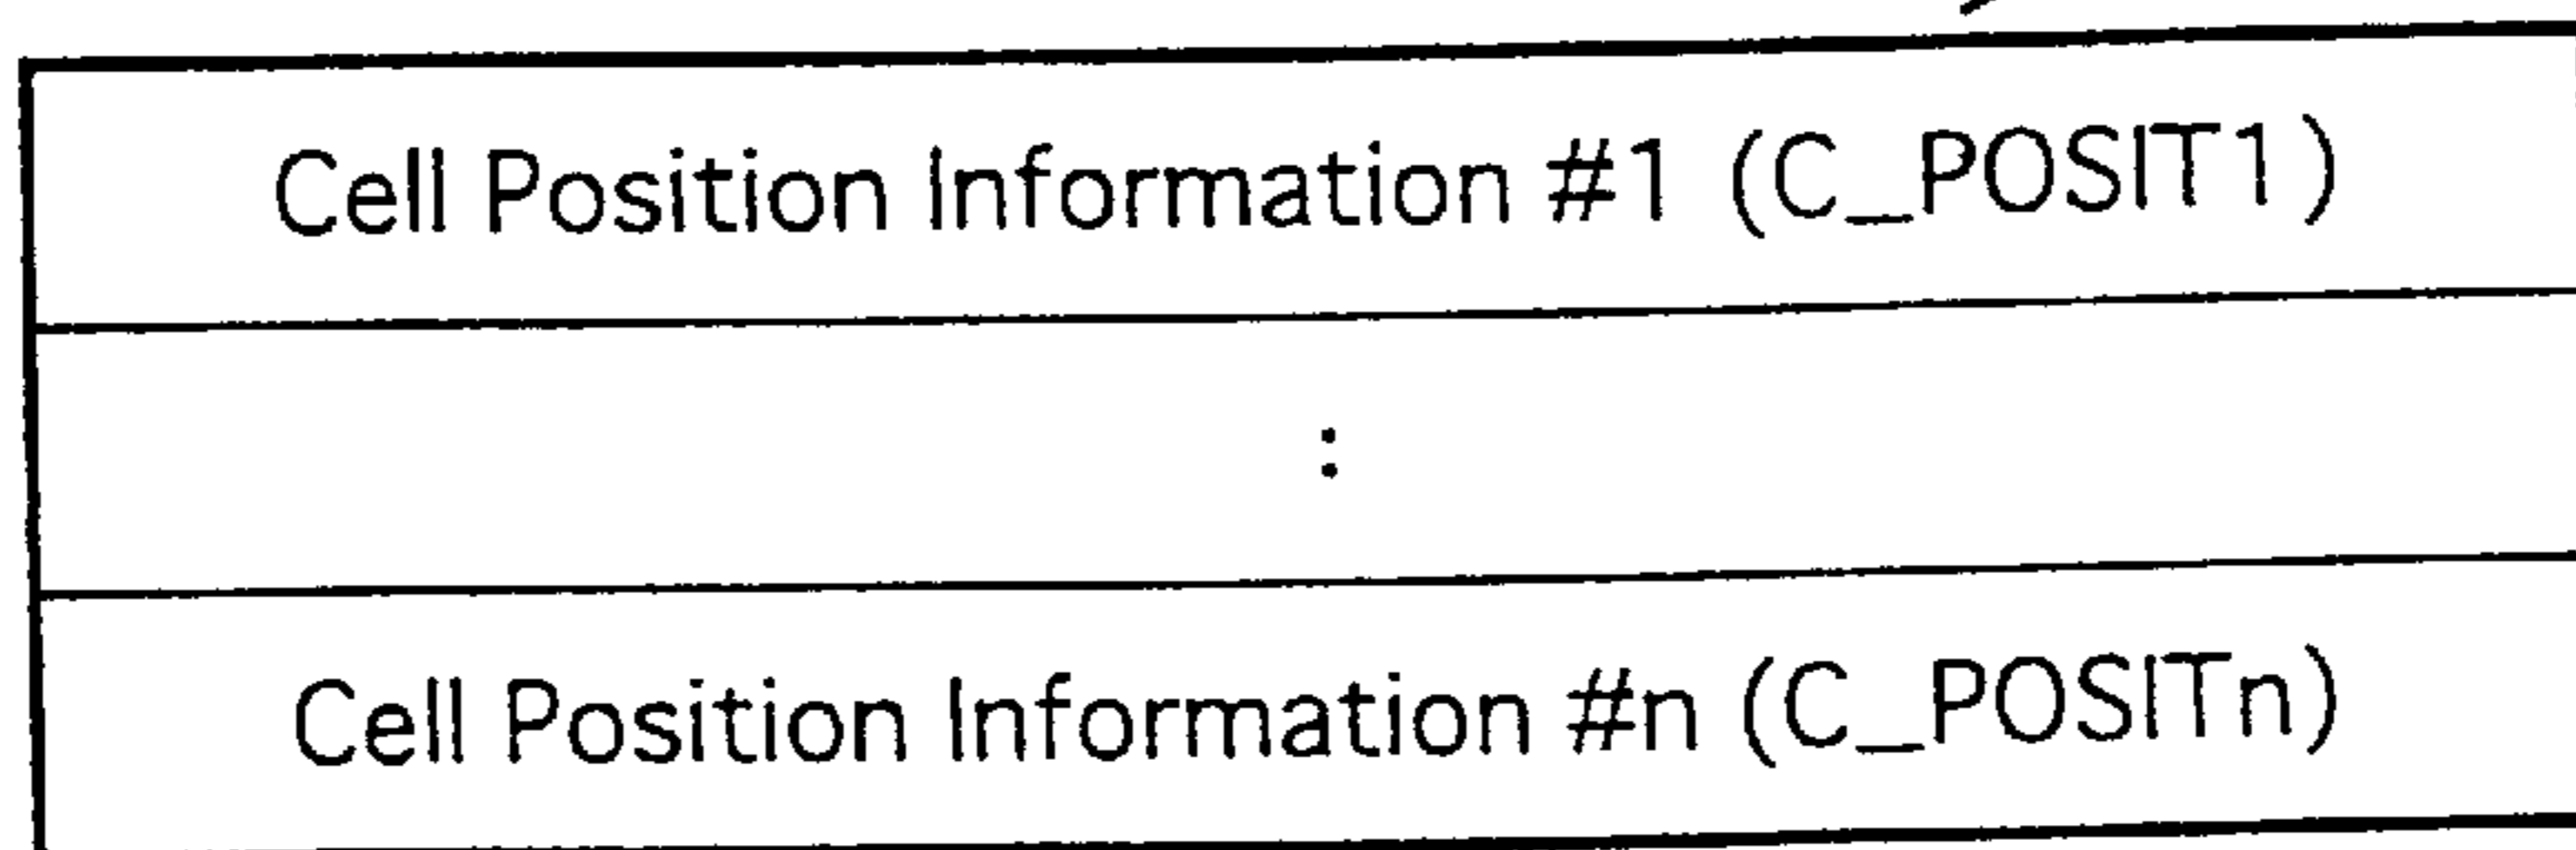 Cell Position Information #1 (C_POSIT1)
:
Cell Position Information #n (C_POSITn)